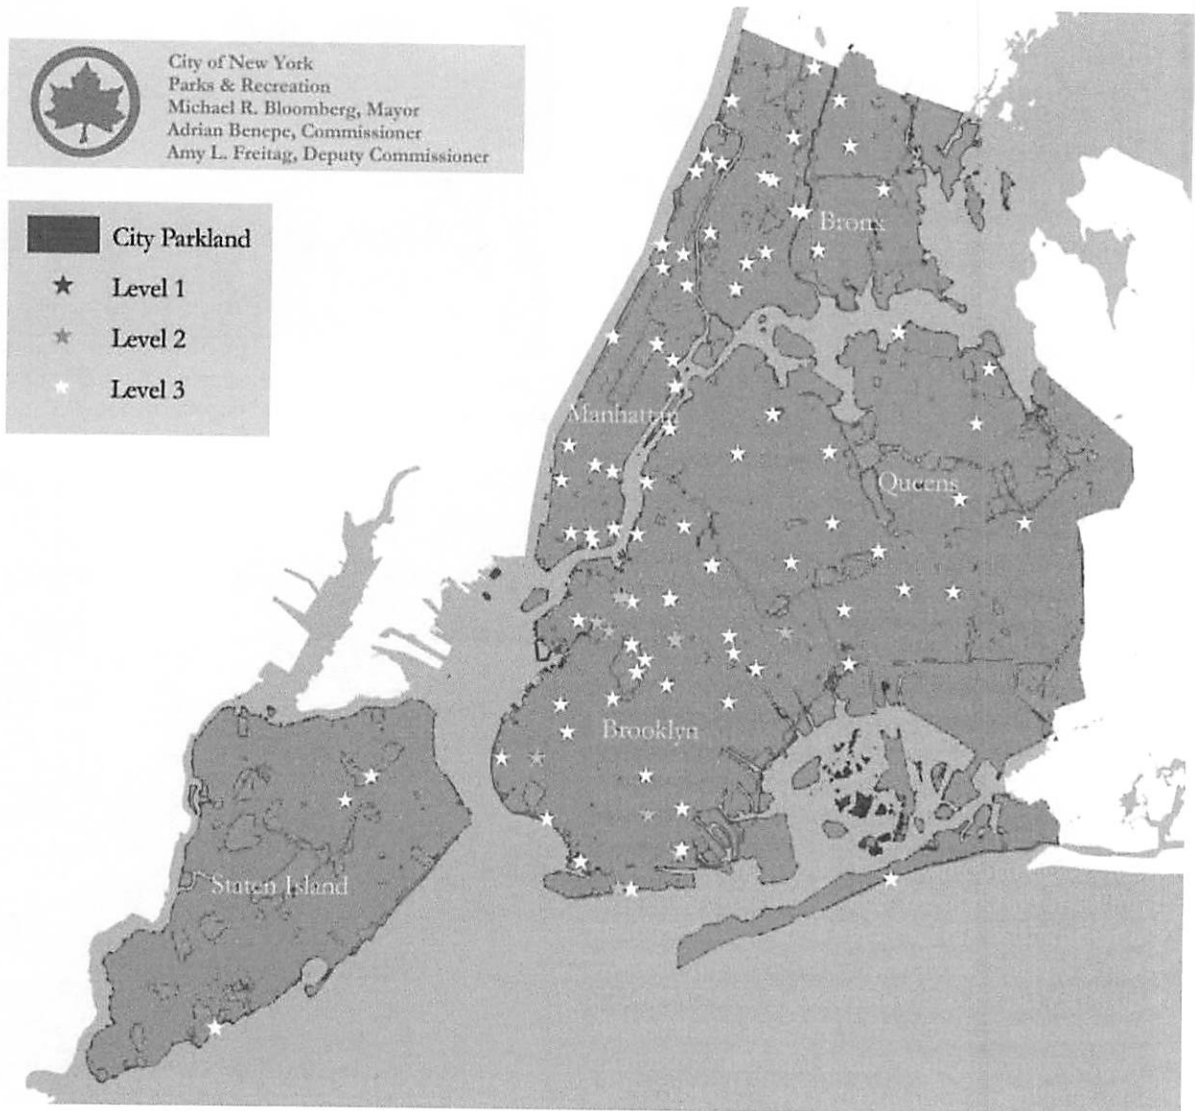 City of New York
Parks & Recreation
Michael R. Bloomberg, Mayor
Adrian Benepe, Commissioner
Amy L. Freitag, Deputy Commissioner
City Parkland
Level 1
Level 2
Level 3
Bronx
Manhattan
Queens
Brooklyn
Staten Island